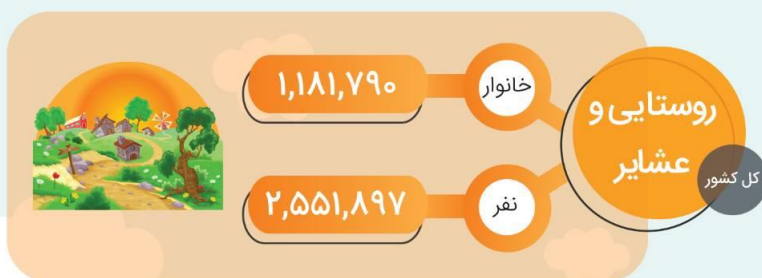 روستایی و
عشایر
کل کشور
خانوار
۱,۱۸۱,۷۹۰
نفر
۲,۵۵۱,۸۹۷